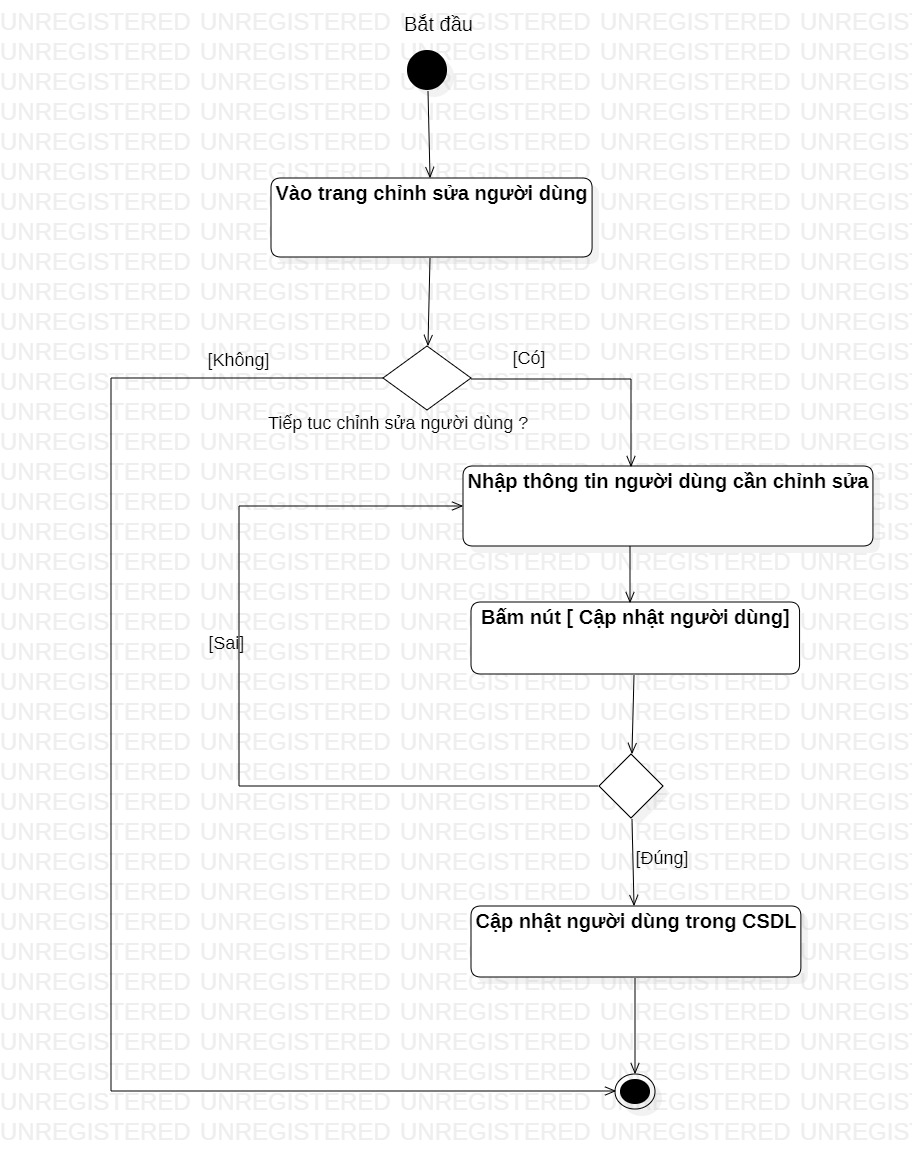 Bắt đầu
Vào trang chỉnh sửa người dùng
[Không]
[Có]
Tiếp tuc chỉnh sửa người dùng ?
Nhập thông tin người dùng cần chỉnh sửa
Bấm nút [ Cập nhật người dùng]
[Sai]
[Đúng]
Cập nhật người dùng trong CSDL
UNREGISTERED